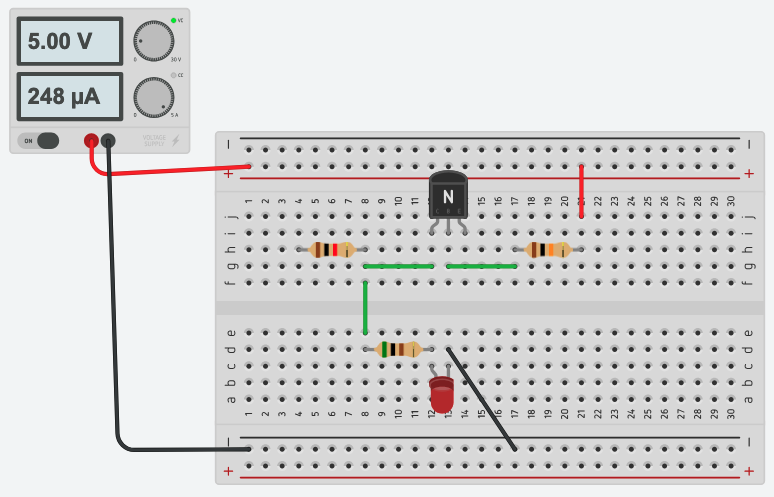 5.00 V
VC
0 30 V
248 µA
CC
0 5 A
ON
VOLTAGE
SUPPLY
− −
+ +
1 2 3 4 5 6 7 8 9 10 11 12 13 14 15 16 17 18 19 20 21 22 23 24 25 26 27 28 29 30
N
C B E
j j
i i
h h
g g
f f
e e
d d
c c
b b
a a
1 2 3 4 5 6 7 8 9 10 11 12 13 14 15 16 17 18 19 20 21 22 23 24 25 26 27 28 29 30
− −
+ +